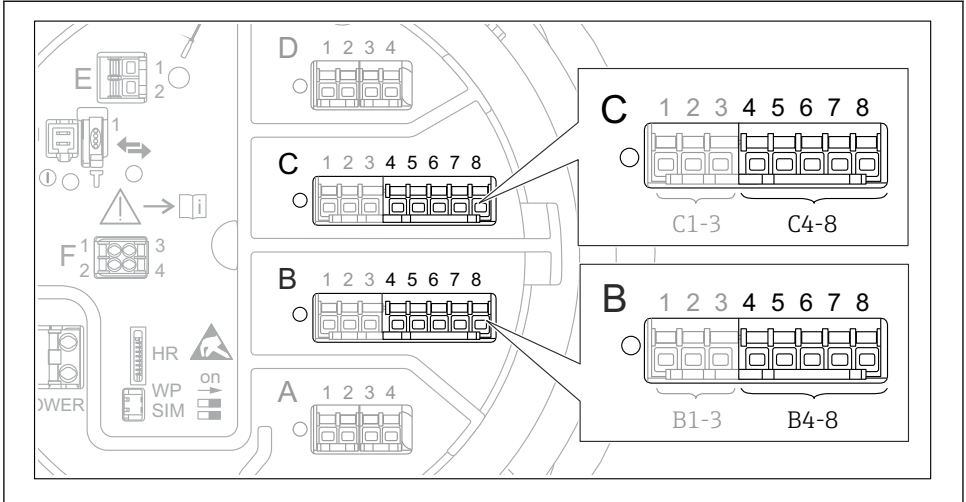 D 1 2 3 4
E 1
2
1
C 1 2 3 4 5 6 7 8
C 1 2 3 4 5 6 7 8
C1-3 C4-8
i
F 1 3
2 4
B 1 2 3 4 5 6 7 8
B 1 2 3 4 5 6 7 8
B1-3 B4-8
HR
on
WP
SIM
OWER
A 1 2 3 4